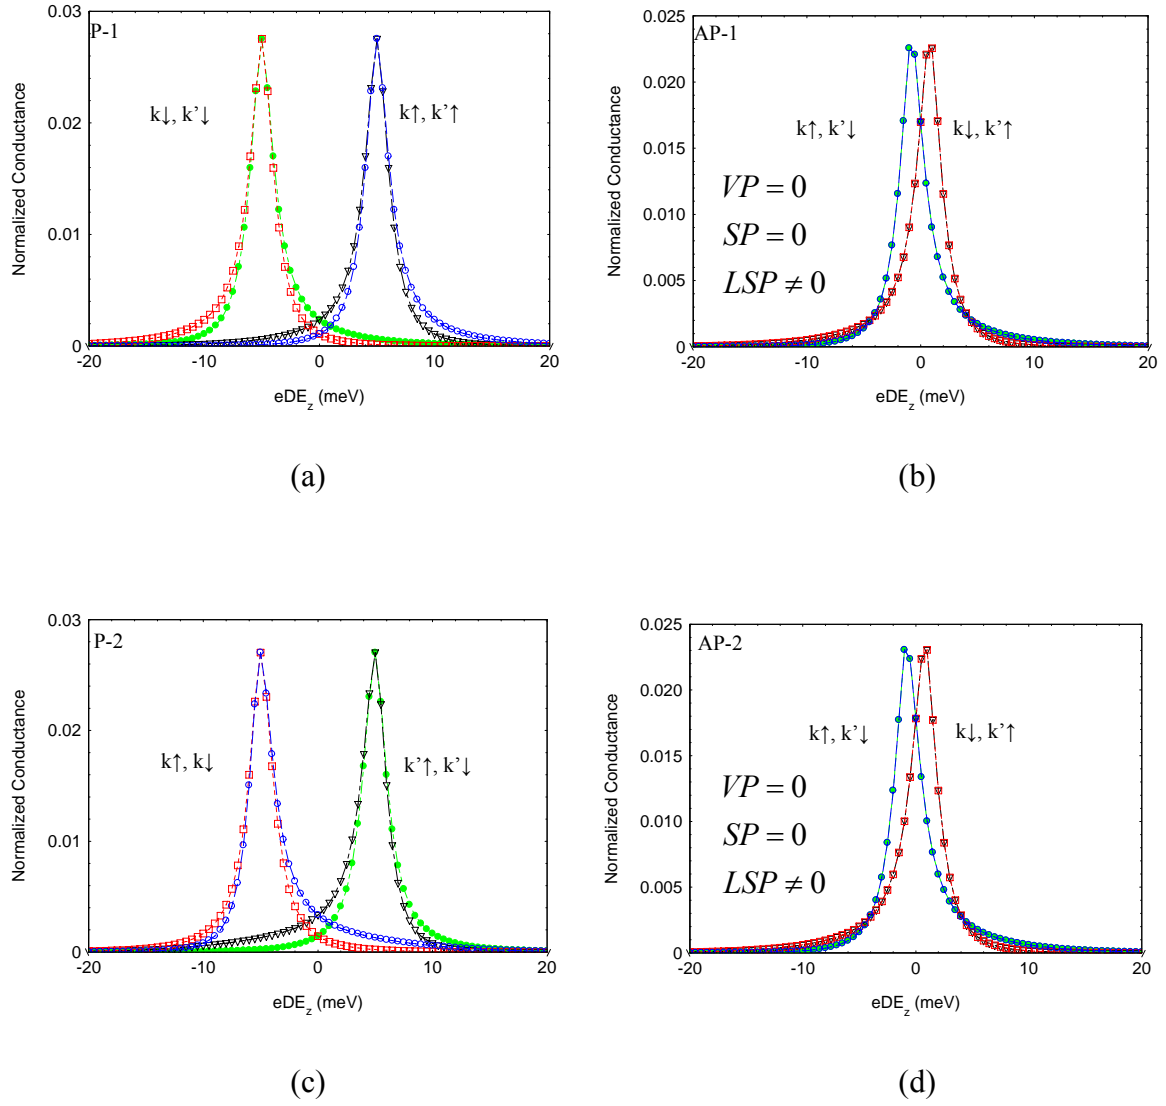 P-1
0.03
0.02
0.01
0
Normalized Conductance
k↓, k’↓
k↑, k’↑
-20
-10
0
10
20
eDE_z (meV)
(a)
AP-1
0.025
0.020
0.015
0.010
0.005
0
Normalized Conductance
k↑, k’↓
k↓, k’↑
VP = 0
SP = 0
LSP ≠ 0
-20
-10
0
10
20
eDE_z (meV)
(b)
P-2
0.03
0.02
0.01
0
Normalized Conductance
k↑, k↓
k’↑, k’↓
-20
-10
0
10
20
eDE_z (meV)
(c)
AP-2
0.025
0.020
0.015
0.010
0.005
0
Normalized Conductance
k↑, k’↓
k↓, k’↑
VP = 0
SP = 0
LSP ≠ 0
-20
-10
0
10
20
eDE_z (meV)
(d)